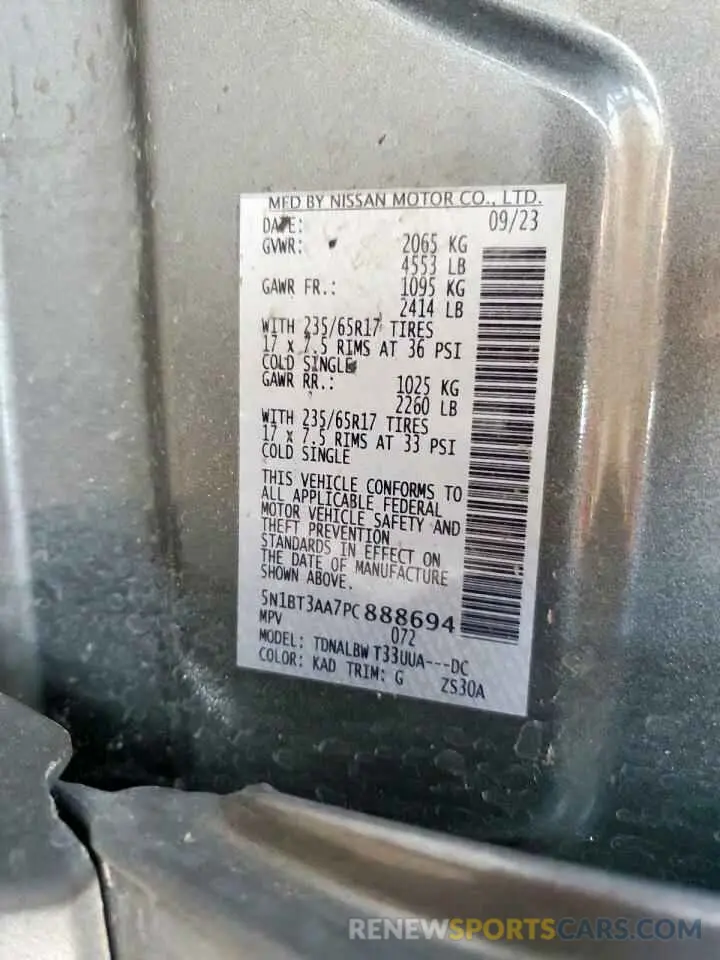 MFD BY NISSAN MOTOR CO., LTD.
DATE: 09/23
GVWR: 2065 KG
4553 LB
GAWR FR.: 1095 KG
2414 LB
WITH 235/65R17 TIRES
17 x 7.5 RIMS AT 36 PSI
COLD SINGLE
GAWR RR.: 1025 KG
2260 LB
WITH 235/65R17 TIRES
17 x 7.5 RIMS AT 33 PSI
COLD SINGLE
THIS VEHICLE CONFORMS TO
ALL APPLICABLE FEDERAL
MOTOR VEHICLE SAFETY AND
THEFT PREVENTION
STANDARDS IN EFFECT ON
THE DATE OF MANUFACTURE
SHOWN ABOVE.
5N1BT3AA7PC888694
MPV 072
MODEL: TDNALBW T33UUA---DC
COLOR: KAD TRIM: G ZS30A
RENEWSPORTSCARS.COM